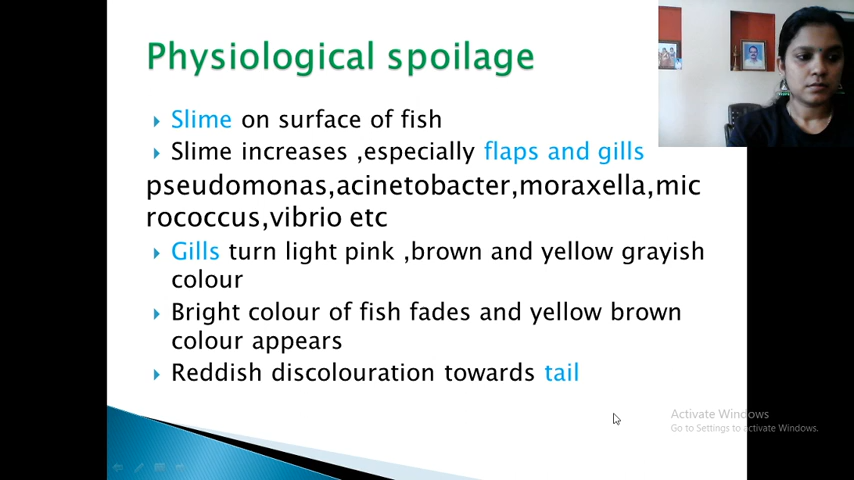 Physiological spoilage
Slime on surface of fish
Slime increases ,especially flaps and gills
pseudomonas,acinetobacter,moraxella,mic
rococcus,vibrio etc
Gills turn light pink ,brown and yellow grayish
colour
Bright colour of fish fades and yellow brown
colour appears
Reddish discolouration towards tail
Activate Windows
Go to Settings to activate Windows.